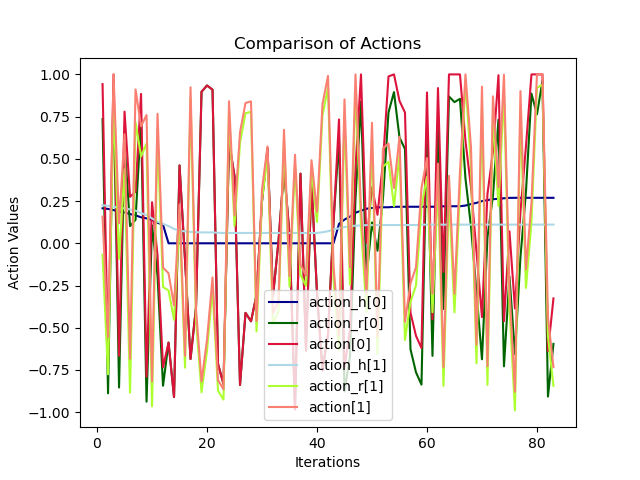 Comparison of Actions
Action Values
1.00
0.75
0.50
0.25
0.00
−0.25
−0.50
−0.75
−1.00
action_h[0]
action_r[0]
action[0]
action_h[1]
action_r[1]
action[1]
0 20 40 60 80
Iterations